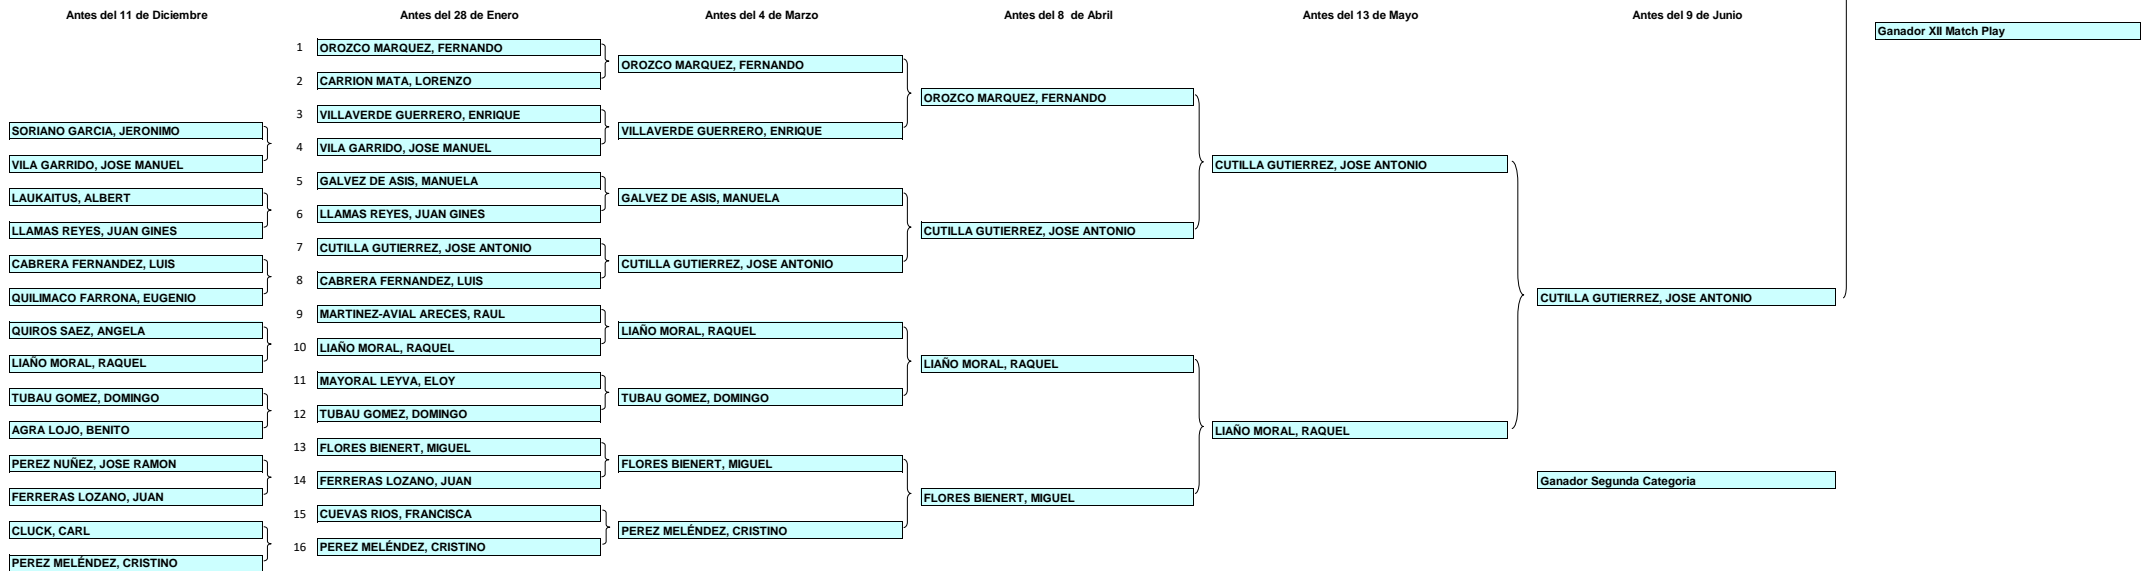 Antes del 11 de Diciembre
Antes del 28 de Enero
Antes del 4 de Marzo
Antes del 8  de Abril
Antes del 13 de Mayo
Antes del 9 de Junio
SORIANO GARCIA, JERONIMO
VILA GARRIDO, JOSE MANUEL
LAUKAITUS, ALBERT
LLAMAS REYES, JUAN GINES
CABRERA FERNANDEZ, LUIS
QUILIMACO FARRONA, EUGENIO
QUIROS SAEZ, ANGELA
LIAÑO MORAL, RAQUEL
TUBAU GOMEZ, DOMINGO
AGRA LOJO, BENITO
PEREZ NUÑEZ, JOSE RAMON
FERRERAS LOZANO, JUAN
CLUCK, CARL
PEREZ MELÉNDEZ, CRISTINO
1 OROZCO MARQUEZ, FERNANDO
2 CARRION MATA, LORENZO
3 VILLAVERDE GUERRERO, ENRIQUE
4 VILA GARRIDO, JOSE MANUEL
5 GALVEZ DE ASIS, MANUELA
6 LLAMAS REYES, JUAN GINES
7 CUTILLA GUTIERREZ, JOSE ANTONIO
8 CABRERA FERNANDEZ, LUIS
9 MARTINEZ-AVIAL ARECES, RAUL
10 LIAÑO MORAL, RAQUEL
11 MAYORAL LEYVA, ELOY
12 TUBAU GOMEZ, DOMINGO
13 FLORES BIENERT, MIGUEL
14 FERRERAS LOZANO, JUAN
15 CUEVAS RIOS, FRANCISCA
16 PEREZ MELÉNDEZ, CRISTINO
OROZCO MARQUEZ, FERNANDO
VILLAVERDE GUERRERO, ENRIQUE
GALVEZ DE ASIS, MANUELA
CUTILLA GUTIERREZ, JOSE ANTONIO
LIAÑO MORAL, RAQUEL
TUBAU GOMEZ, DOMINGO
FLORES BIENERT, MIGUEL
PEREZ MELÉNDEZ, CRISTINO
OROZCO MARQUEZ, FERNANDO
CUTILLA GUTIERREZ, JOSE ANTONIO
LIAÑO MORAL, RAQUEL
FLORES BIENERT, MIGUEL
CUTILLA GUTIERREZ, JOSE ANTONIO
LIAÑO MORAL, RAQUEL
CUTILLA GUTIERREZ, JOSE ANTONIO
Ganador Segunda Categoria
Ganador XII Match Play